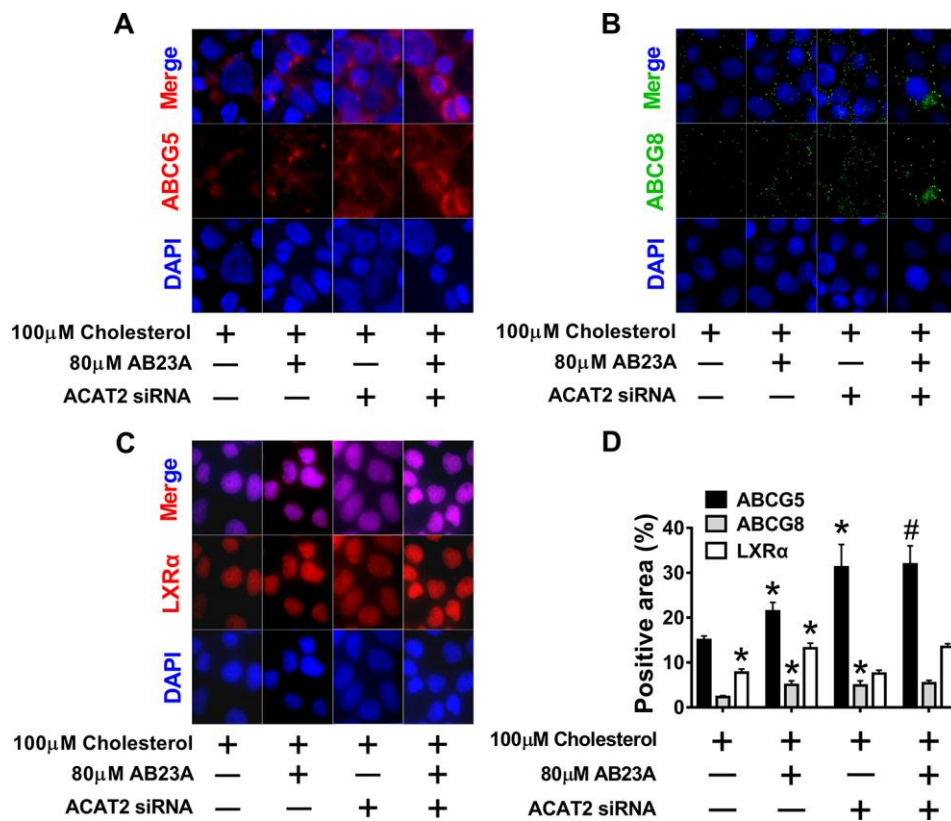 A
Merge
ABCG5
DAPI
100μM Cholesterol + + + +
80μM AB23A — + — +
ACAT2 siRNA — — + +
B
Merge
ABCG8
DAPI
100μM Cholesterol + + + +
80μM AB23A — + — +
ACAT2 siRNA — — + +
C
Merge
LXRα
DAPI
100μM Cholesterol + + + +
80μM AB23A — + — +
ACAT2 siRNA — — + +
D
ABCG5
ABCG8
LXRα
Positive area (%)
40
30
20
10
0
* * * * * * #
100μM Cholesterol + + + +
80μM AB23A — + — +
ACAT2 siRNA — — + +